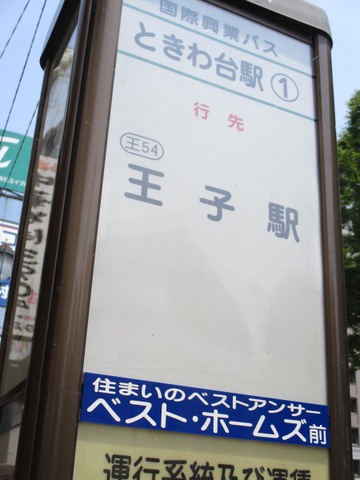 国際興業バス
ときわ台駅 ①
行先
王54
王子駅
住まいのベストアンサー
ベスト・ホームズ前
運行系統及び運賃